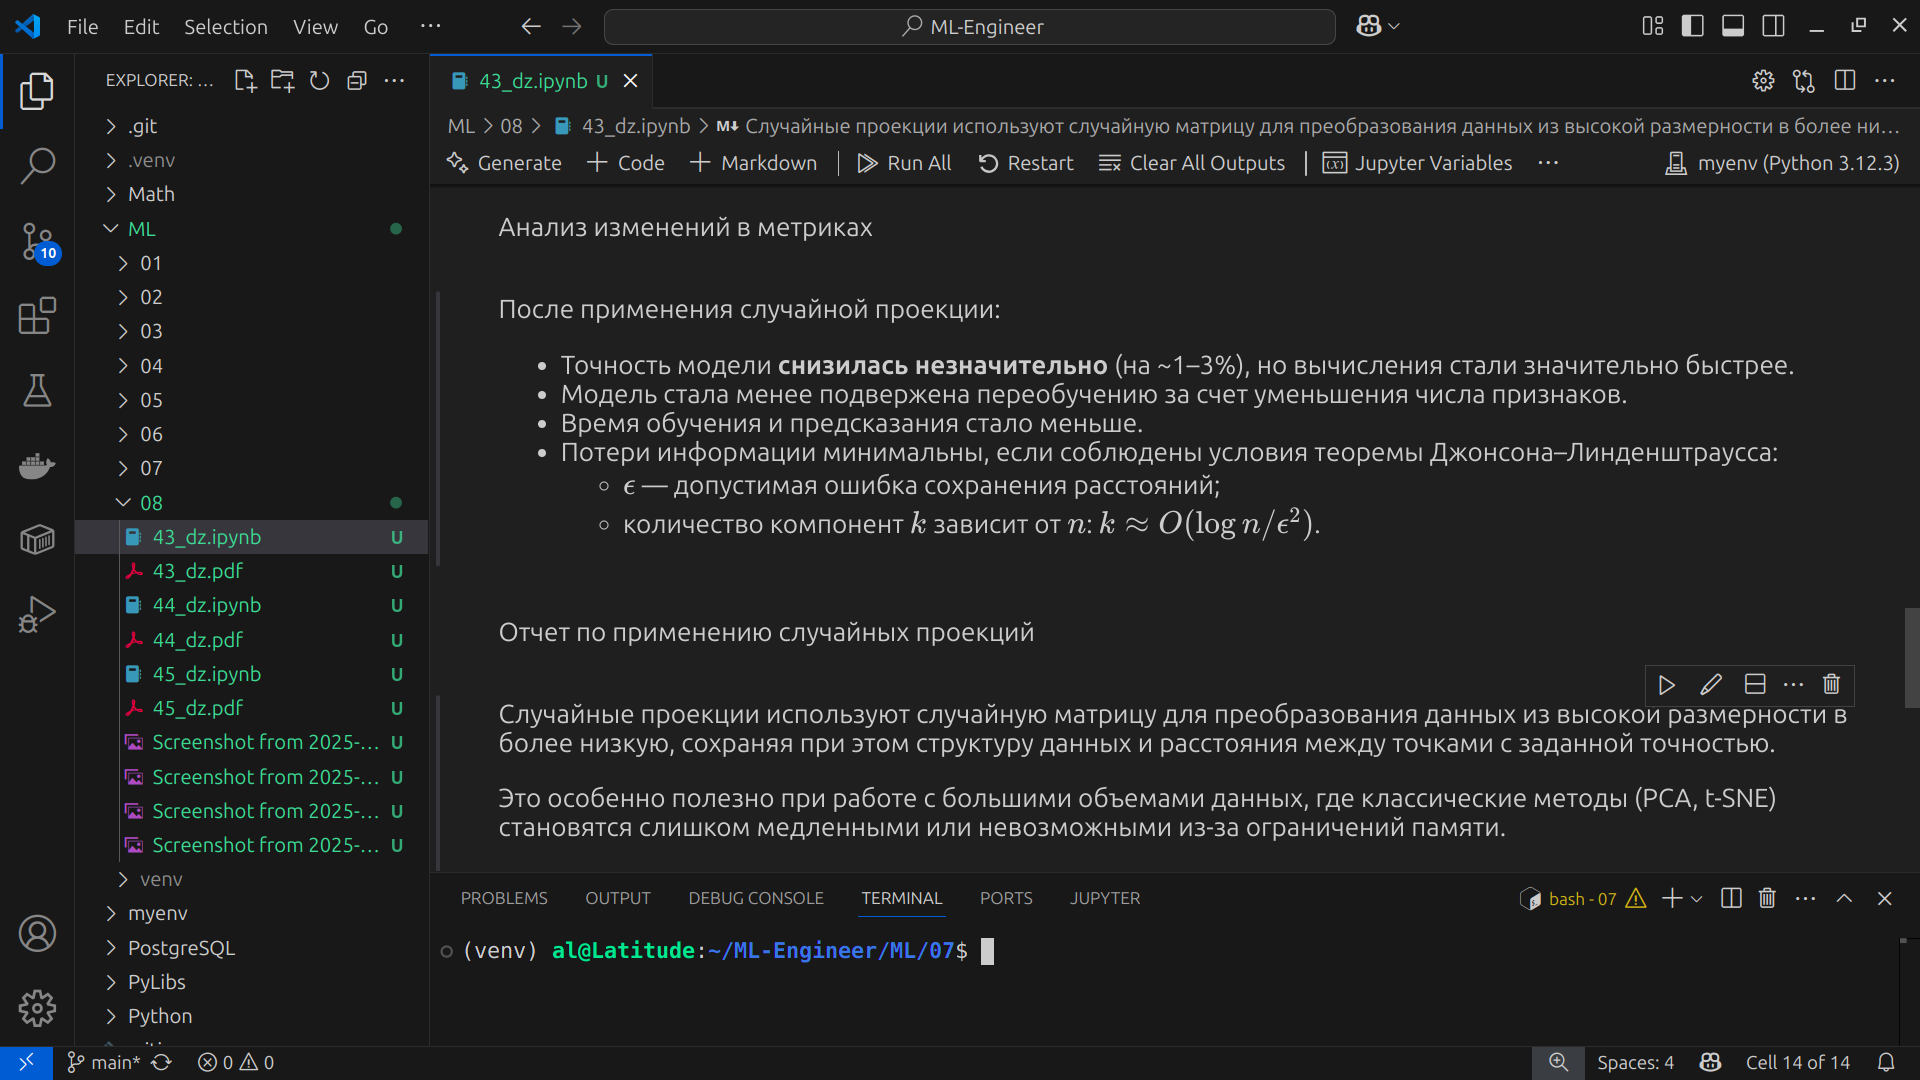 File Edit Selection View Go ···
ML-Engineer
EXPLORER: ...
43_dz.ipynb U
ML > 08 > 43_dz.ipynb > M↓ Случайные проекции используют случайную матрицу для преобразования данных из высокой размерности в более ни...
Generate + Code + Markdown | Run All Restart Clear All Outputs | Jupyter Variables ··· myenv (Python 3.12.3)
.git
.venv
Math
ML
01
02
03
04
05
06
07
08
43_dz.ipynb U
43_dz.pdf U
44_dz.ipynb U
44_dz.pdf U
45_dz.ipynb U
45_dz.pdf U
Screenshot from 2025-... U
Screenshot from 2025-... U
Screenshot from 2025-... U
Screenshot from 2025-... U
venv
myenv
PostgreSQL
PyLibs
Python
10
Анализ изменений в метриках
После применения случайной проекции:
• Точность модели снизилась незначительно (на ~1–3%), но вычисления стали значительно быстрее.
• Модель стала менее подвержена переобучению за счет уменьшения числа признаков.
• Время обучения и предсказания стало меньше.
• Потери информации минимальны, если соблюдены условия теоремы Джонсона–Линденштраусса:
◦ ϵ — допустимая ошибка сохранения расстояний;
◦ количество компонент k зависит от n: k ≈ O(log n/ϵ²).
Отчет по применению случайных проекций
Случайные проекции используют случайную матрицу для преобразования данных из высокой размерности в
более низкую, сохраняя при этом структуру данных и расстояния между точками с заданной точностью.
Это особенно полезно при работе с большими объемами данных, где классические методы (PCA, t-SNE)
становятся слишком медленными или невозможными из-за ограничений памяти.
PROBLEMS OUTPUT DEBUG CONSOLE TERMINAL PORTS JUPYTER
bash - 07
(venv) al@Latitude:~/ML-Engineer/ML/07$
main* 0 0
Spaces: 4 Cell 14 of 14